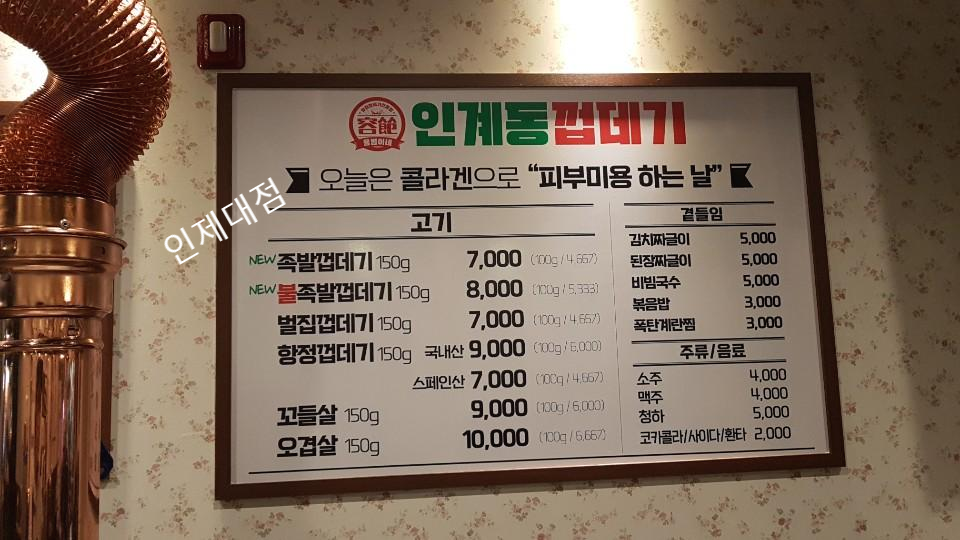 인계동껍데기
오늘은 콜라겐으로 "피부미용 하는 날"
인제대점
고기
NEW 족발껍데기 150g 7,000 (100g / 4,667)
NEW 불족발껍데기 150g 8,000 (100g / 5,333)
벌집껍데기 150g 7,000 (100g / 4,667)
항정껍데기 150g 국내산 9,000 (100g / 6,000)
스페인산 7,000 (100g / 4,667)
꼬들살 150g 9,000 (100g / 6,000)
오겹살 150g 10,000 (100g / 6,667)
곁들임
김치짜글이 5,000
된장짜글이 5,000
비빔국수 5,000
볶음밥 3,000
폭탄계란찜 3,000
주류/음료
소주 4,000
맥주 4,000
청하 5,000
코카콜라/사이다/환타 2,000